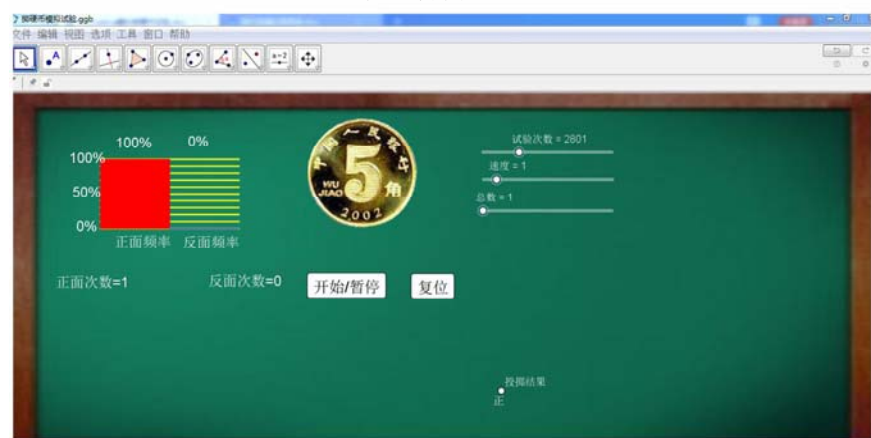 掷硬币模拟试验.ggb
文件 编辑 视图 选项 工具 窗口 帮助
A
a=2
100% 0%
100%
50%
0%
正面频率 反面频率
中国人民银行
5
WU
JIAO
角
2002
试验次数 = 2601
速度 = 1
总数 = 1
正面次数=1 反面次数=0
开始/暂停 复位
投掷结果
正